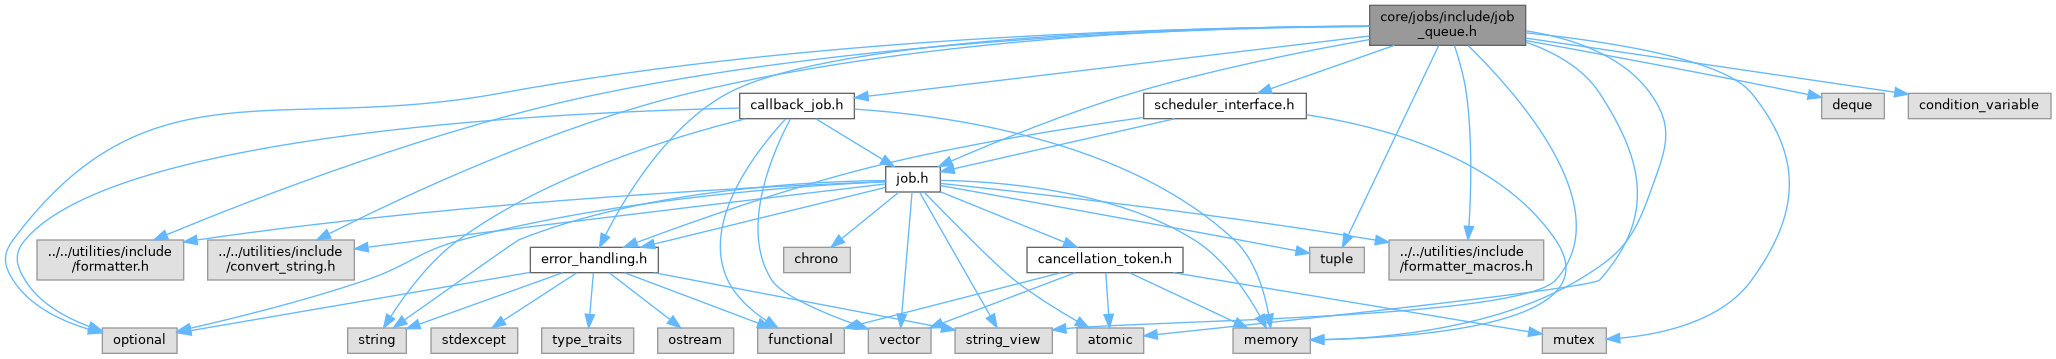 core/jobs/include/job
_queue.h
callback_job.h
scheduler_interface.h
deque
condition_variable
job.h
../../utilities/include
/formatter.h
../../utilities/include
/convert_string.h
error_handling.h
chrono
cancellation_token.h
tuple
../../utilities/include
/formatter_macros.h
optional
string
stdexcept
type_traits
ostream
functional
vector
string_view
atomic
memory
mutex